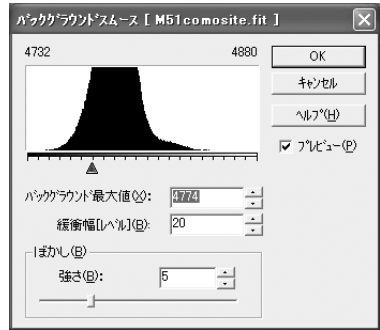 ﾊﾞｯｸｸﾞﾗｳﾝﾄﾞｽﾑｰｽ [ M51comosite.fit ]
4732 4880
OK
ｷｬﾝｾﾙ
ﾍﾙﾌﾟ(H)
ﾌﾟﾚﾋﾞｭｰ(P)
ﾊﾞｯｸｸﾞﾗｳﾝﾄﾞ最大値(X): 4774
緩衝幅[ﾚﾍﾞﾙ](B): 20
ぼかし(B)
強さ(B): 5